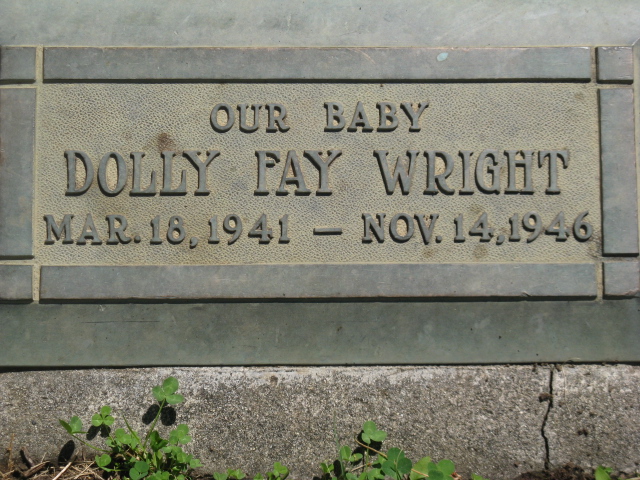 OUR BABY
DOLLY FAY WRIGHT
MAR. 18, 1941 — NOV. 14, 1946